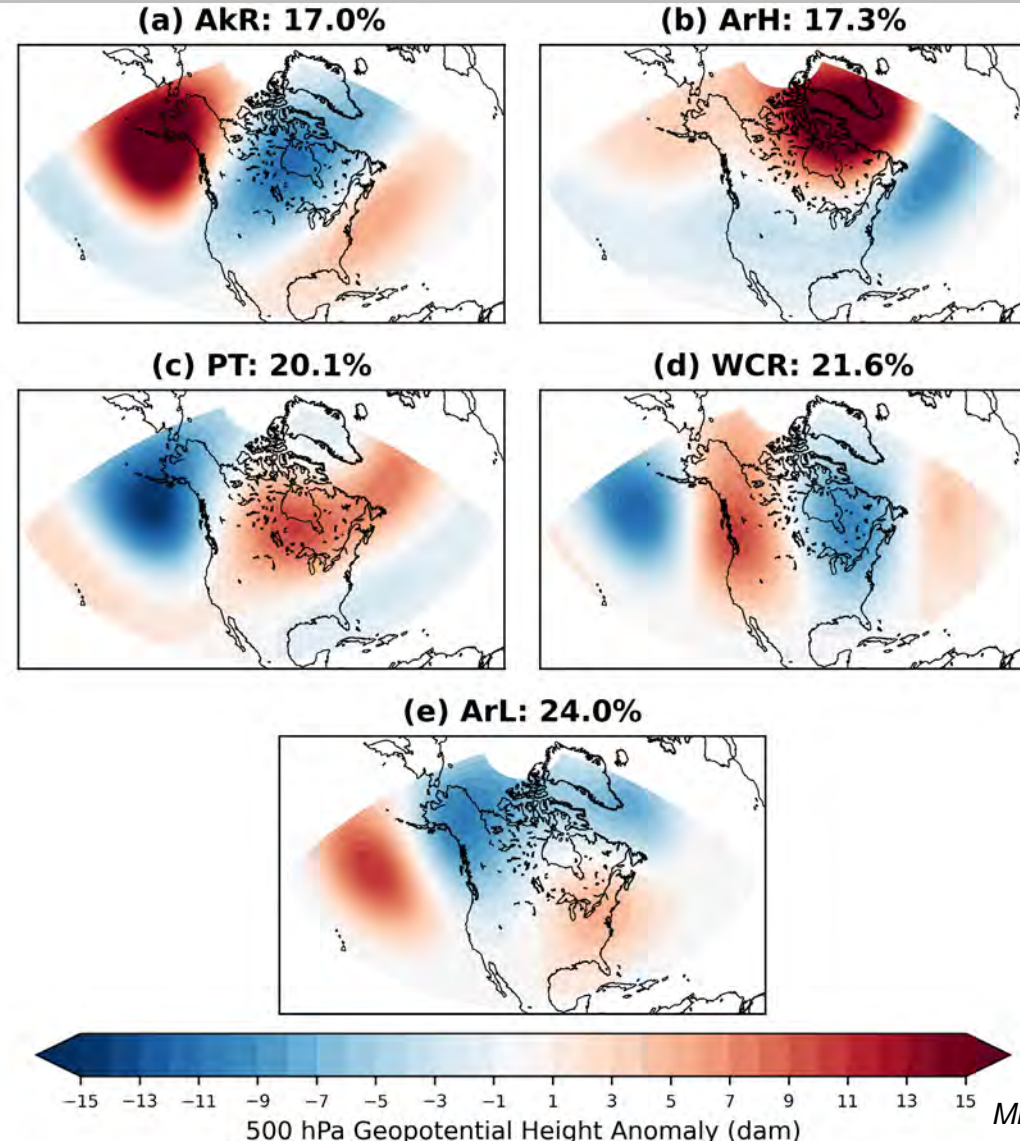 (a) AkR: 17.0%
(b) ArH: 17.3%
(c) PT: 20.1%
(d) WCR: 21.6%
(e) ArL: 24.0%
−15 −13 −11 −9 −7 −5 −3 −1 1 3 5 7 9 11 13 15
500 hPa Geopotential Height Anomaly (dam)